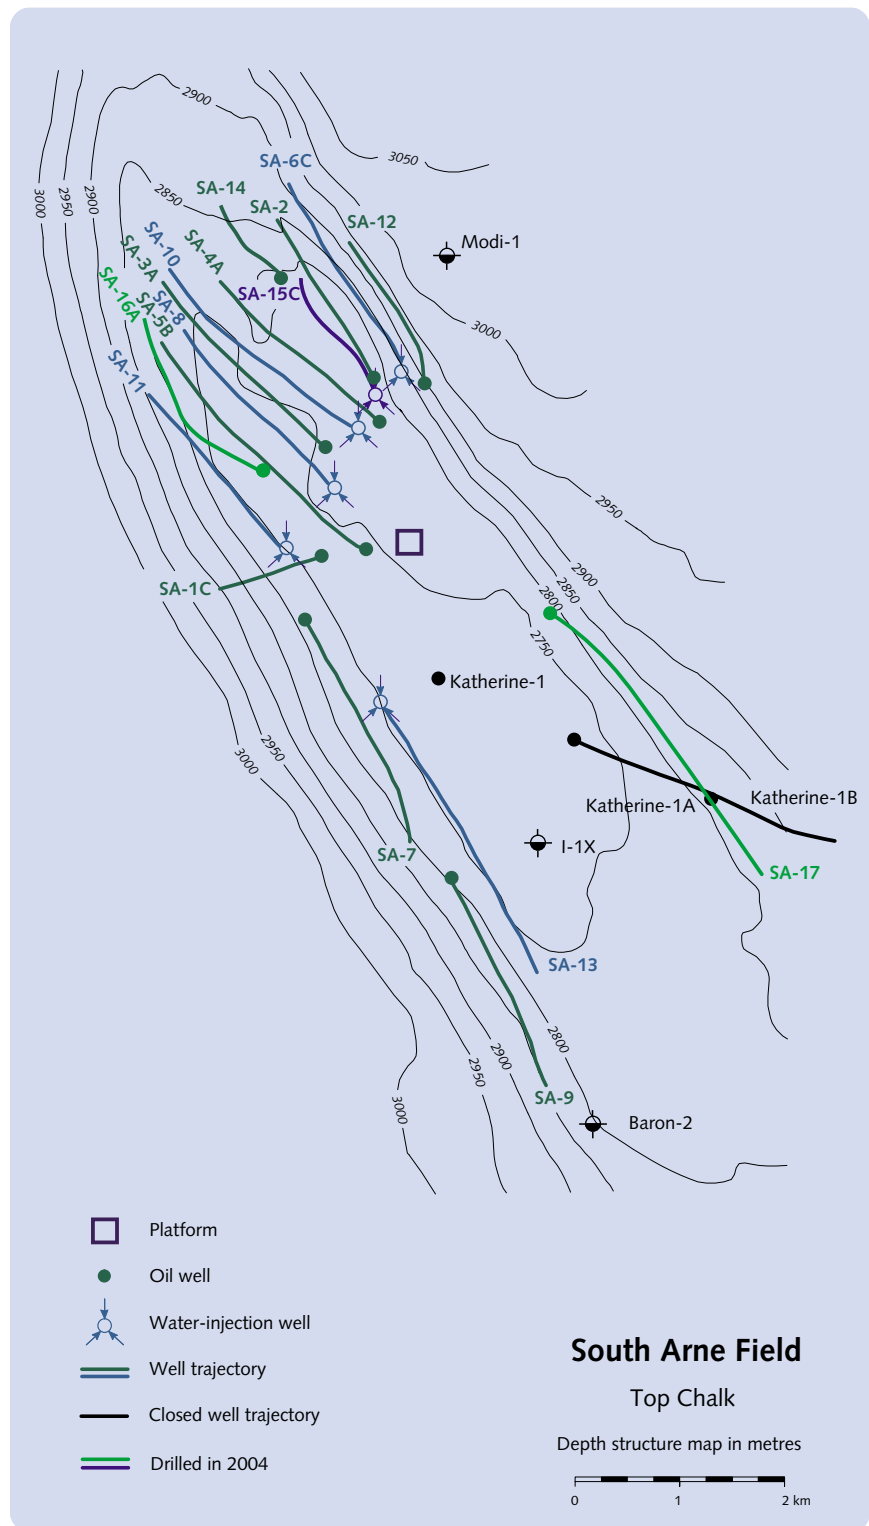 2900
3050
SA-6C
SA-14
2850
SA-2
SA-12
3000
2950
2900
Modi-1
SA-10
SA-4A
SA-3A
SA-16A
SA-15C
SA-8
SA-5B
3000
SA-11
2950
SA-1C
2900
2850
2800
2750
Katherine-1
2950
3000
Katherine-1A
Katherine-1B
I-1X
SA-7
SA-17
SA-13
2800
2900
2950
SA-9
3000
Baron-2
Platform
Oil well
Water-injection well
Well trajectory
Closed well trajectory
Drilled in 2004
South Arne Field
Top Chalk
Depth structure map in metres
0 1 2 km